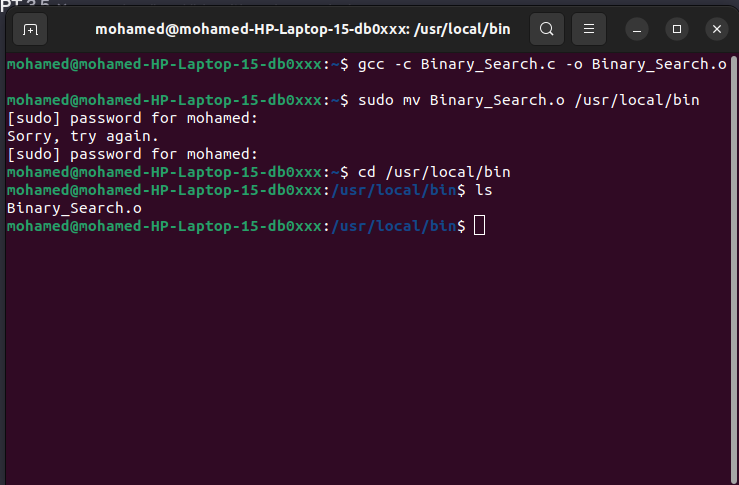 mohamed@mohamed-HP-Laptop-15-db0xxx: /usr/local/bin
mohamed@mohamed-HP-Laptop-15-db0xxx:~$ gcc -c Binary_Search.c -o Binary_Search.o
mohamed@mohamed-HP-Laptop-15-db0xxx:~$ sudo mv Binary_Search.o /usr/local/bin
[sudo] password for mohamed:
Sorry, try again.
[sudo] password for mohamed:
mohamed@mohamed-HP-Laptop-15-db0xxx:~$ cd /usr/local/bin
mohamed@mohamed-HP-Laptop-15-db0xxx:/usr/local/bin$ ls
Binary_Search.o
mohamed@mohamed-HP-Laptop-15-db0xxx:/usr/local/bin$